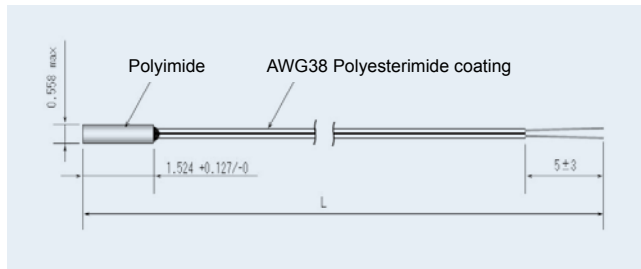 Polyimide
AWG38 Polyesterimide coating
0.558 max
1.524 +0.127/-0
5±3
L